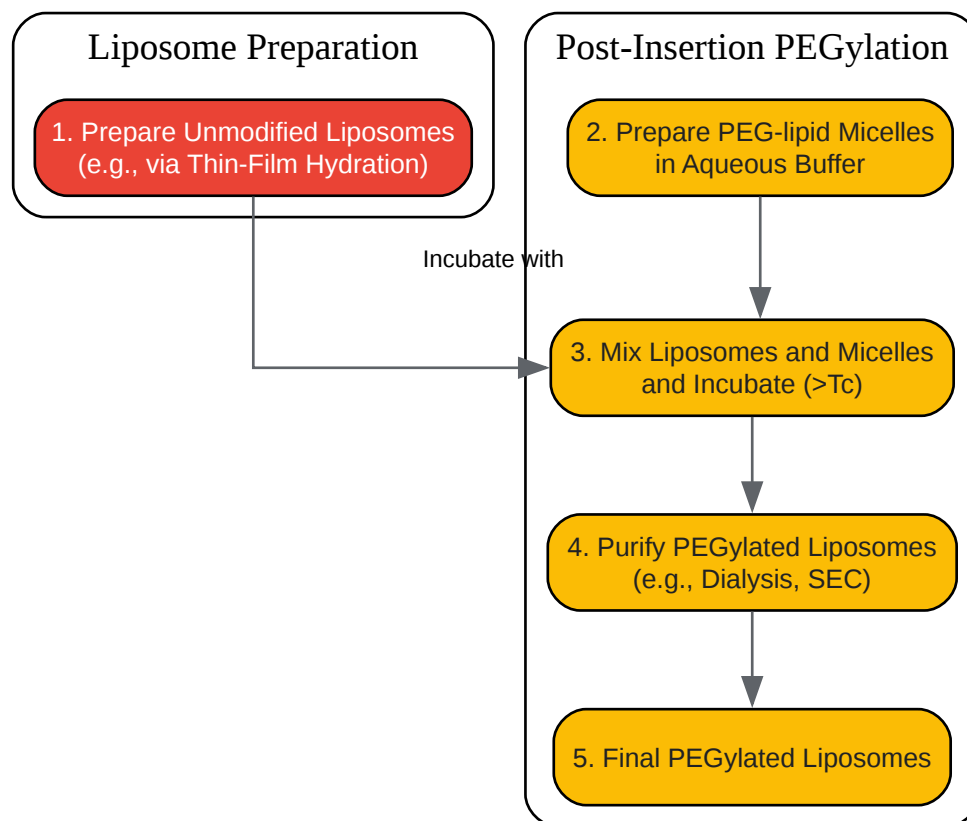 Liposome Preparation
1. Prepare Unmodified Liposomes
(e.g., via Thin-Film Hydration)
Post-Insertion PEGylation
2. Prepare PEG-lipid Micelles
in Aqueous Buffer
Incubate with
3. Mix Liposomes and Micelles
and Incubate (>Tc)
4. Purify PEGylated Liposomes
(e.g., Dialysis, SEC)
5. Final PEGylated Liposomes